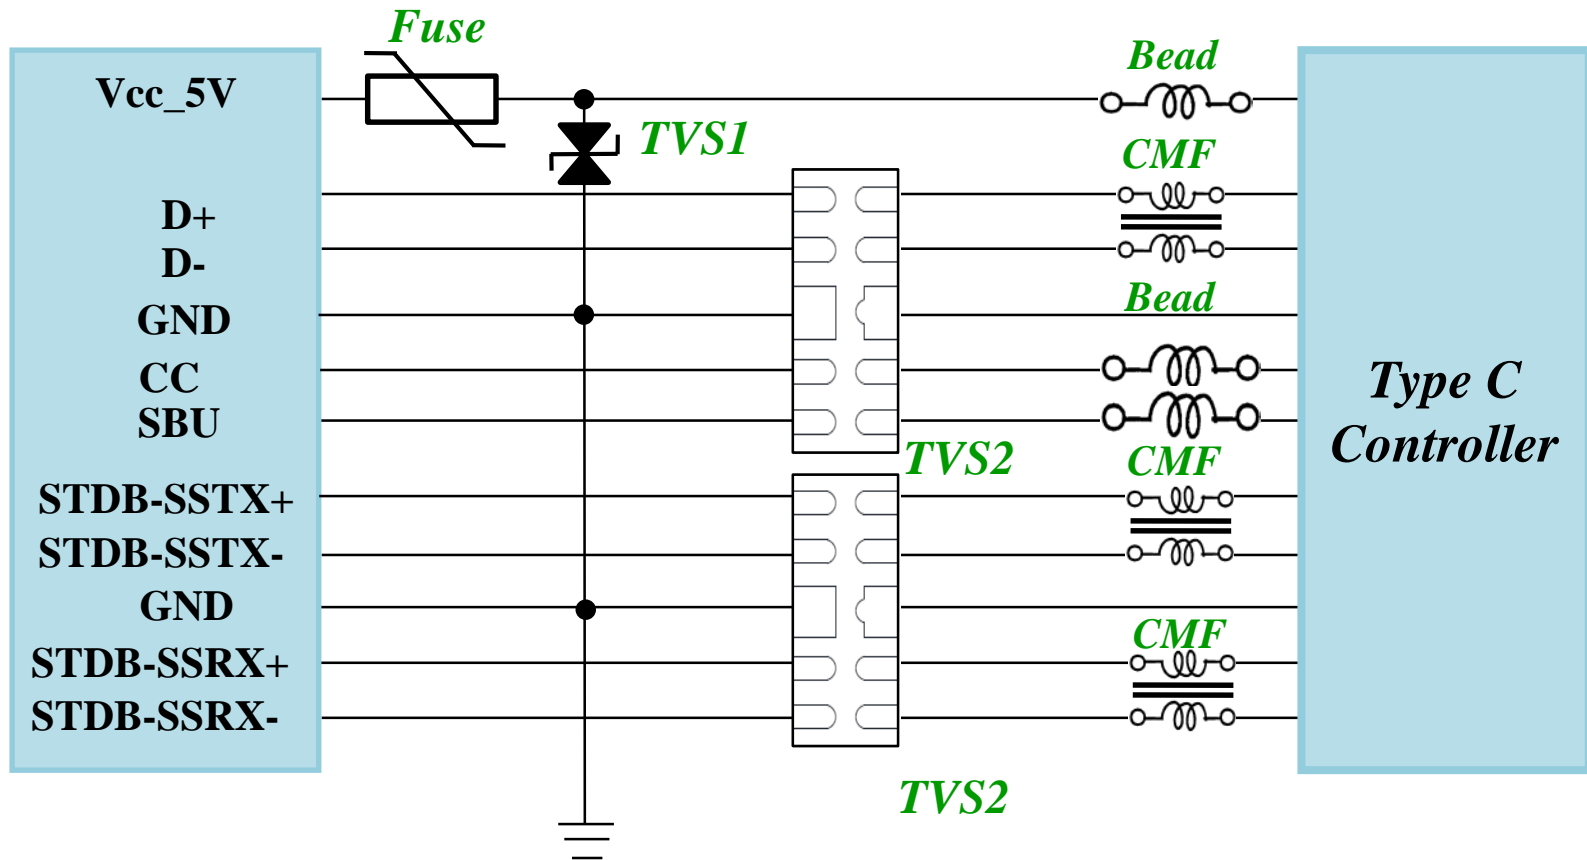 Fuse
Vcc_5V
Bead
TVS1
CMF
D+
D-
Bead
GND
CC
SBU
Type C
Controller
TVS2
CMF
STDB-SSTX+
STDB-SSTX-
GND
CMF
STDB-SSRX+
STDB-SSRX-
TVS2